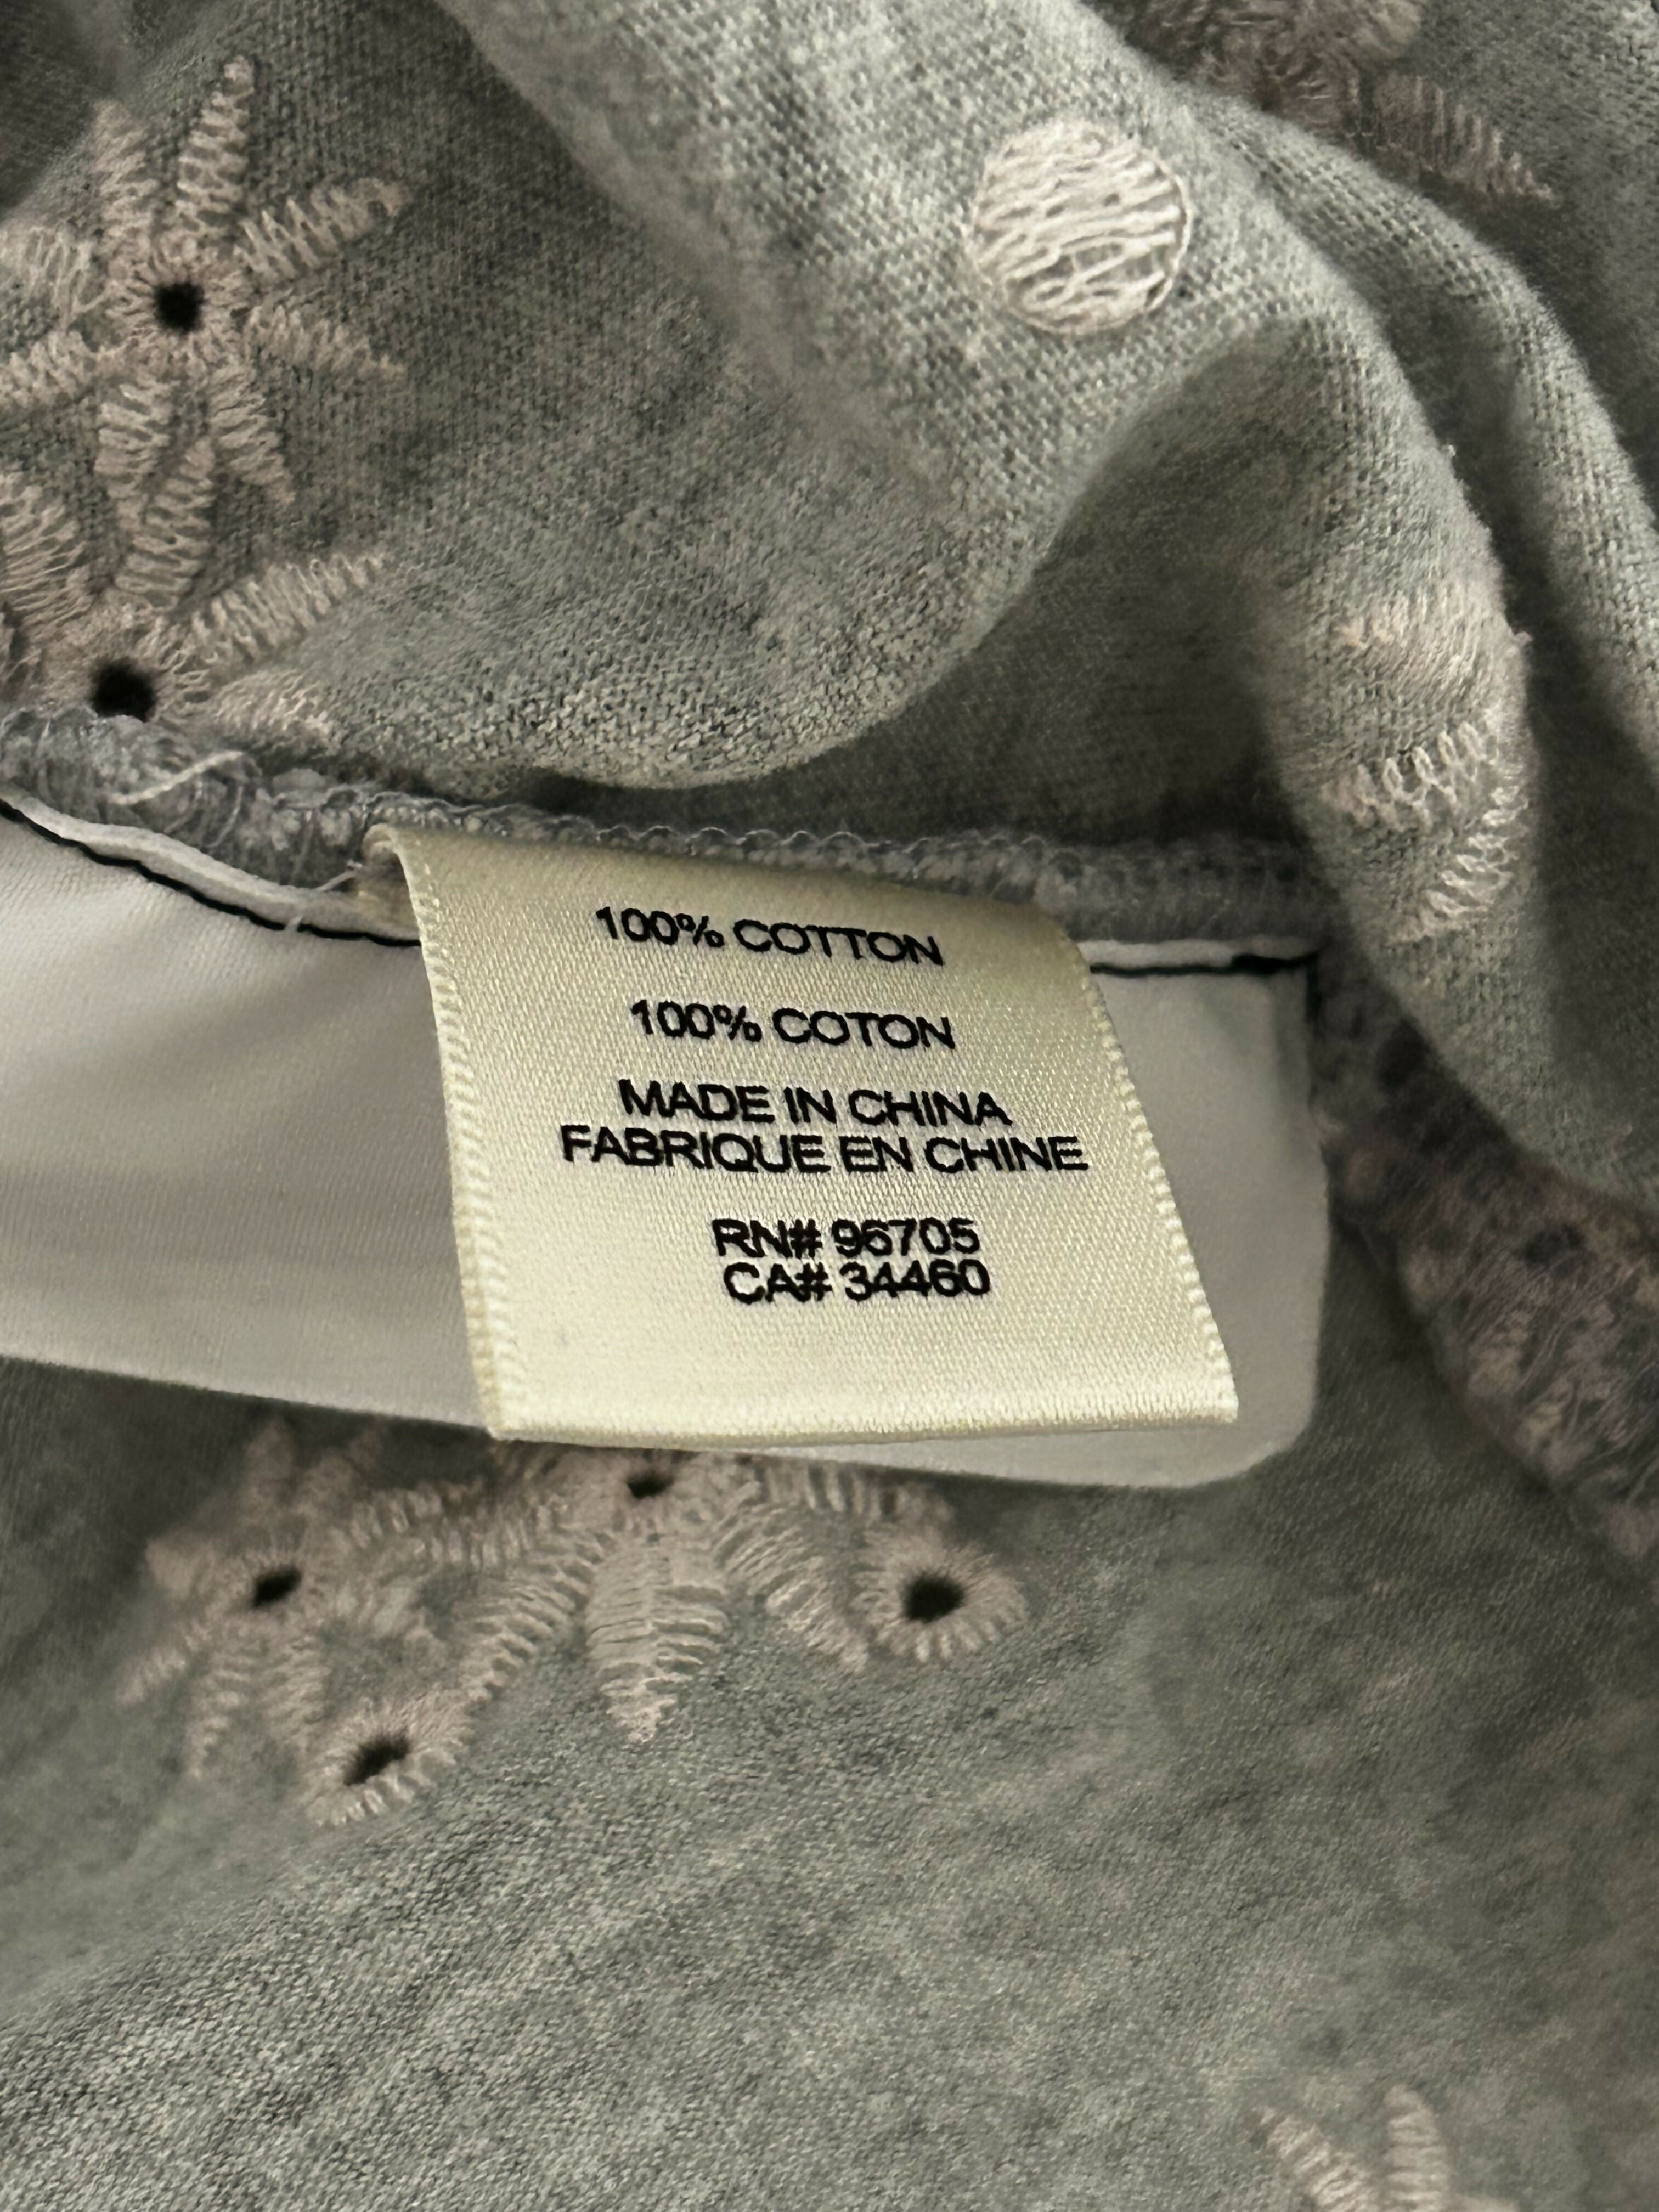 100% COTTON
100% COTON
MADE IN CHINA
FABRIQUE EN CHINE
RN# 96705
CA# 34460